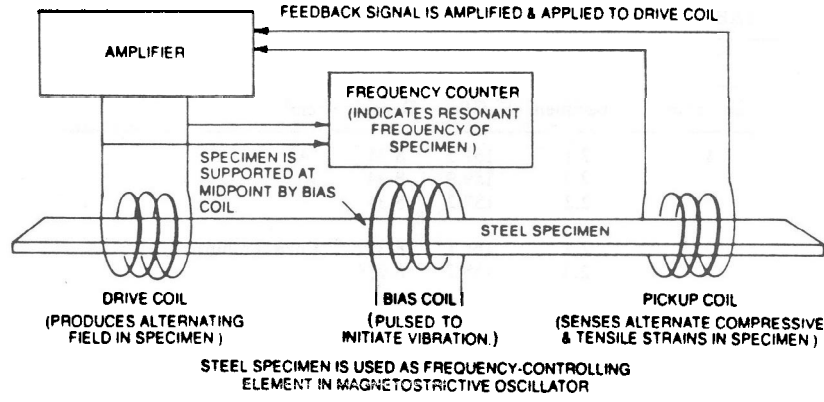 FEEDBACK SIGNAL IS AMPLIFIED & APPLIED TO DRIVE COIL
AMPLIFIER
FREQUENCY COUNTER
(INDICATES RESONANT
FREQUENCY OF
SPECIMEN)
SPECIMEN IS
SUPPORTED AT
MIDPOINT BY BIAS
COIL
STEEL SPECIMEN
DRIVE COIL
(PRODUCES ALTERNATING
FIELD IN SPECIMEN)
BIAS COIL
(PULSED TO
INITIATE VIBRATION.)
PICKUP COIL
(SENSES ALTERNATE COMPRESSIVE
& TENSILE STRAINS IN SPECIMEN)
STEEL SPECIMEN IS USED AS FREQUENCY-CONTROLLING
ELEMENT IN MAGNETOSTRICTIVE OSCILLATOR